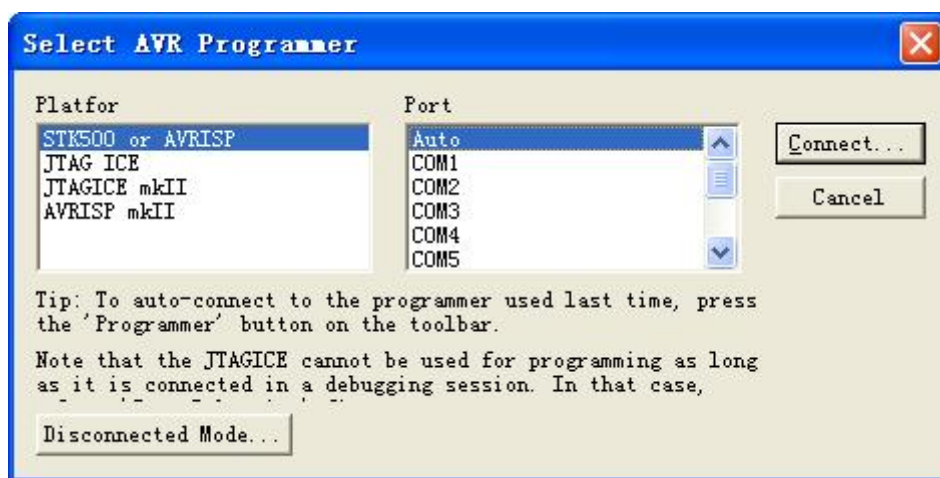 Select AVR Programmer
Platfor
Port
STK500 or AVRISP
JTAG ICE
JTAGICE mkII
AVRISP mkII
Auto
COM1
COM2
COM3
COM4
COM5
Connect...
Cancel
Tip: To auto-connect to the programmer used last time, press
the 'Programmer' button on the toolbar.
Note that the JTAGICE cannot be used for programming as long
as it is connected in a debugging session. In that case,
Disconnected Mode...